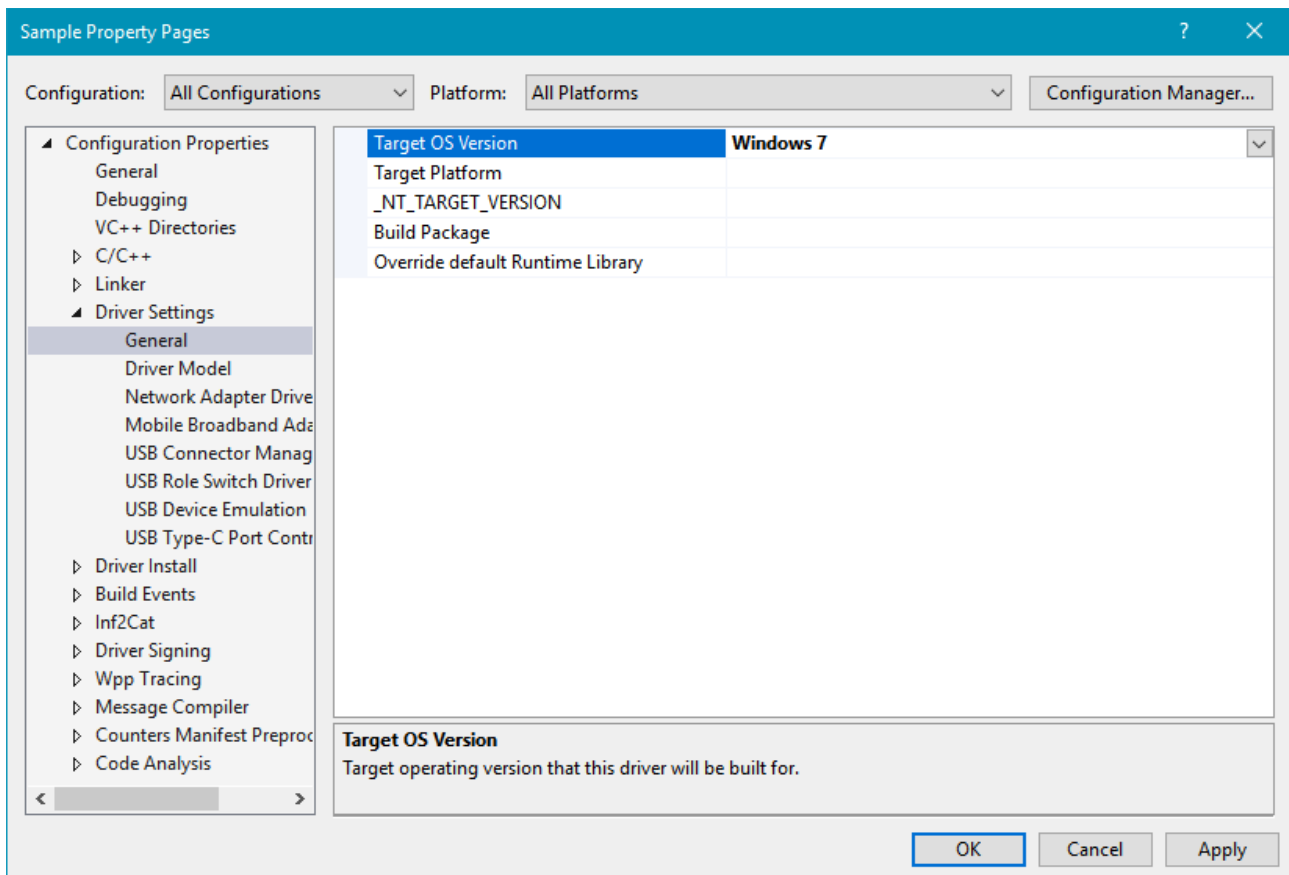 Sample Property Pages
?
Configuration: All Configurations Platform: All Platforms Configuration Manager...
Configuration Properties
General
Debugging
VC++ Directories
C/C++
Linker
Driver Settings
General
Driver Model
Network Adapter Drive
Mobile Broadband Ada
USB Connector Manag
USB Role Switch Driver
USB Device Emulation
USB Type-C Port Contr
Driver Install
Build Events
Inf2Cat
Driver Signing
Wpp Tracing
Message Compiler
Counters Manifest Preproc
Code Analysis
Target OS Version Windows 7
Target Platform
_NT_TARGET_VERSION
Build Package
Override default Runtime Library
Target OS Version
Target operating version that this driver will be built for.
OK Cancel Apply